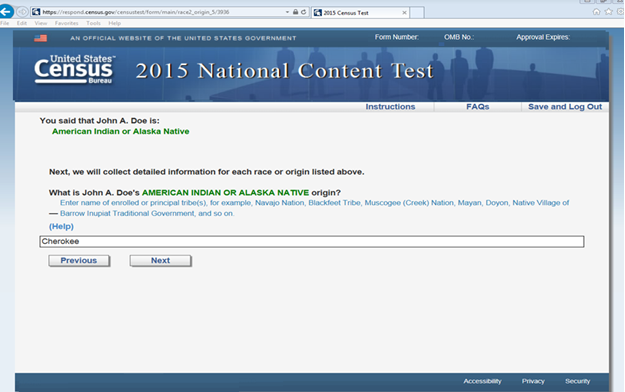 https://respond.census.gov/censustest/form/main/race2_origin_5/3936
2015 Census Test
File Edit View Favorites Tools Help
AN OFFICIAL WEBSITE OF THE UNITED STATES GOVERNMENT
Form Number: OMB No.: Approval Expires:
United States™
Census
Bureau
2015 National Content Test
Instructions FAQs Save and Log Out
You said that John A. Doe is:
American Indian or Alaska Native
Next, we will collect detailed information for each race or origin listed above.
What is John A. Doe's AMERICAN INDIAN OR ALASKA NATIVE origin?
Enter name of enrolled or principal tribe(s), for example, Navajo Nation, Blackfeet Tribe, Muscogee (Creek) Nation, Mayan, Doyon, Native Village of
Barrow Inupiat Traditional Government, and so on.
(Help)
Cherokee
Previous Next
Accessibility Privacy Security